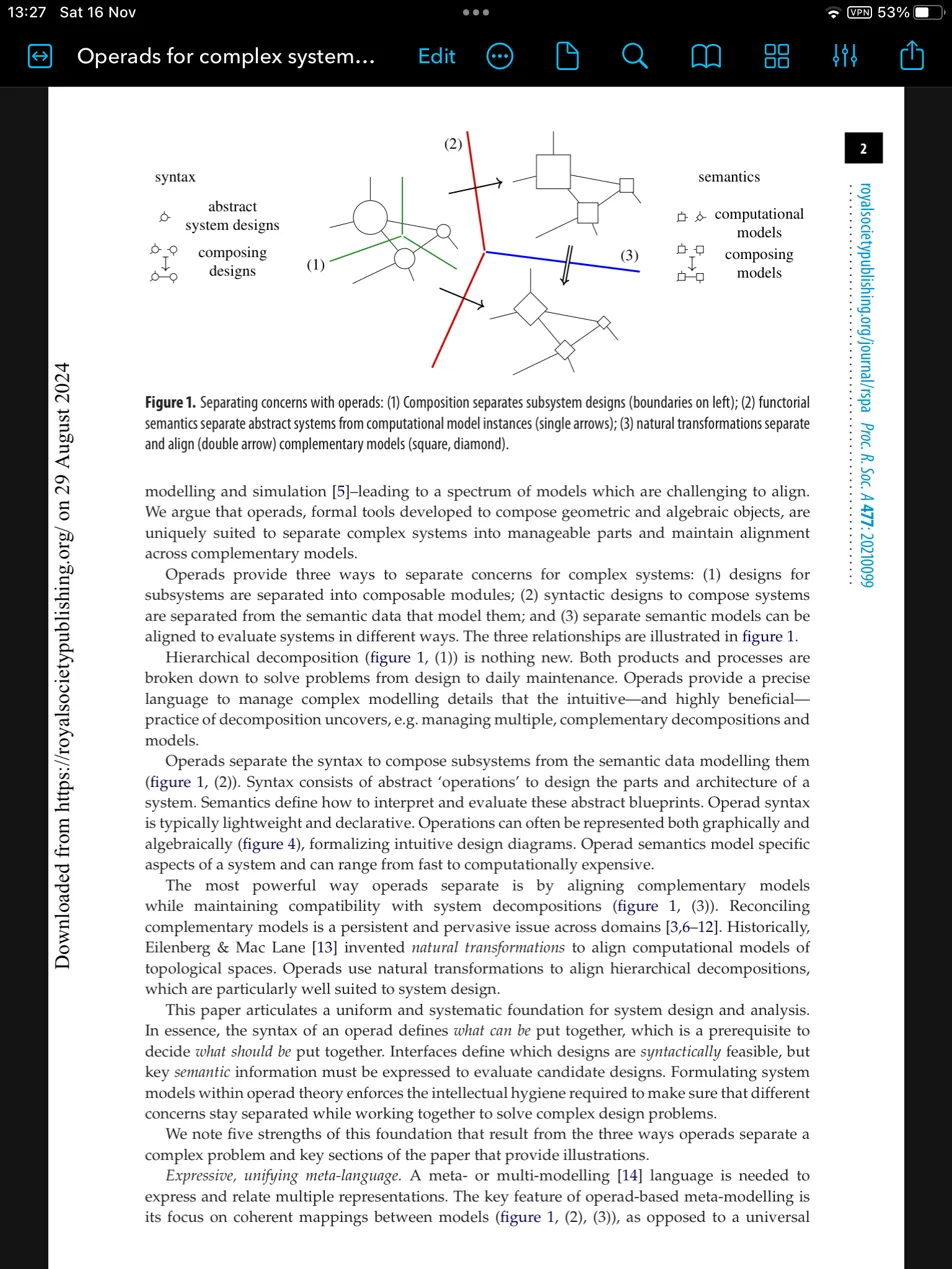 13:27 Sat 16 Nov
VPN 53%
Operads for complex system...
Edit
2
(2)
syntax
semantics
abstract
system designs
computational
models
composing
designs
composing
models
(1)
(3)
Figure 1. Separating concerns with operads: (1) Composition separates subsystem designs (boundaries on left); (2) functorial
semantics separate abstract systems from computational model instances (single arrows); (3) natural transformations separate
and align (double arrow) complementary models (square, diamond).
modelling and simulation [5]–leading to a spectrum of models which are challenging to align.
We argue that operads, formal tools developed to compose geometric and algebraic objects, are
uniquely suited to separate complex systems into manageable parts and maintain alignment
across complementary models.
Operads provide three ways to separate concerns for complex systems: (1) designs for
subsystems are separated into composable modules; (2) syntactic designs to compose systems
are separated from the semantic data that model them; and (3) separate semantic models can be
aligned to evaluate systems in different ways. The three relationships are illustrated in figure 1.
Hierarchical decomposition (figure 1, (1)) is nothing new. Both products and processes are
broken down to solve problems from design to daily maintenance. Operads provide a precise
language to manage complex modelling details that the intuitive—and highly beneficial—
practice of decomposition uncovers, e.g. managing multiple, complementary decompositions and
models.
Operads separate the syntax to compose subsystems from the semantic data modelling them
(figure 1, (2)). Syntax consists of abstract ‘operations’ to design the parts and architecture of a
system. Semantics define how to interpret and evaluate these abstract blueprints. Operad syntax
is typically lightweight and declarative. Operations can often be represented both graphically and
algebraically (figure 4), formalizing intuitive design diagrams. Operad semantics model specific
aspects of a system and can range from fast to computationally expensive.
The most powerful way operads separate is by aligning complementary models
while maintaining compatibility with system decompositions (figure 1, (3)). Reconciling
complementary models is a persistent and pervasive issue across domains [3,6–12]. Historically,
Eilenberg & Mac Lane [13] invented natural transformations to align computational models of
topological spaces. Operads use natural transformations to align hierarchical decompositions,
which are particularly well suited to system design.
This paper articulates a uniform and systematic foundation for system design and analysis.
In essence, the syntax of an operad defines what can be put together, which is a prerequisite to
decide what should be put together. Interfaces define which designs are syntactically feasible, but
key semantic information must be expressed to evaluate candidate designs. Formulating system
models within operad theory enforces the intellectual hygiene required to make sure that different
concerns stay separated while working together to solve complex design problems.
We note five strengths of this foundation that result from the three ways operads separate a
complex problem and key sections of the paper that provide illustrations.
Expressive, unifying meta-language. A meta- or multi-modelling [14] language is needed to
express and relate multiple representations. The key feature of operad-based meta-modelling is
its focus on coherent mappings between models (figure 1, (2), (3)), as opposed to a universal
Downloaded from https://royalsocietypublishing.org/ on 29 August 2024
royalsocietypublishing.org/journal/rspa Proc. R. Soc. A 477: 20210099